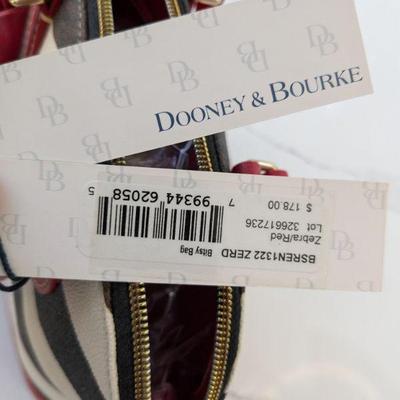 DOONEY & BOURKE
BSREN1322 ZERD
Bitsy Bag
Zebra/Red
Lot 326617236
$ 178.00
7 99344 62058 5